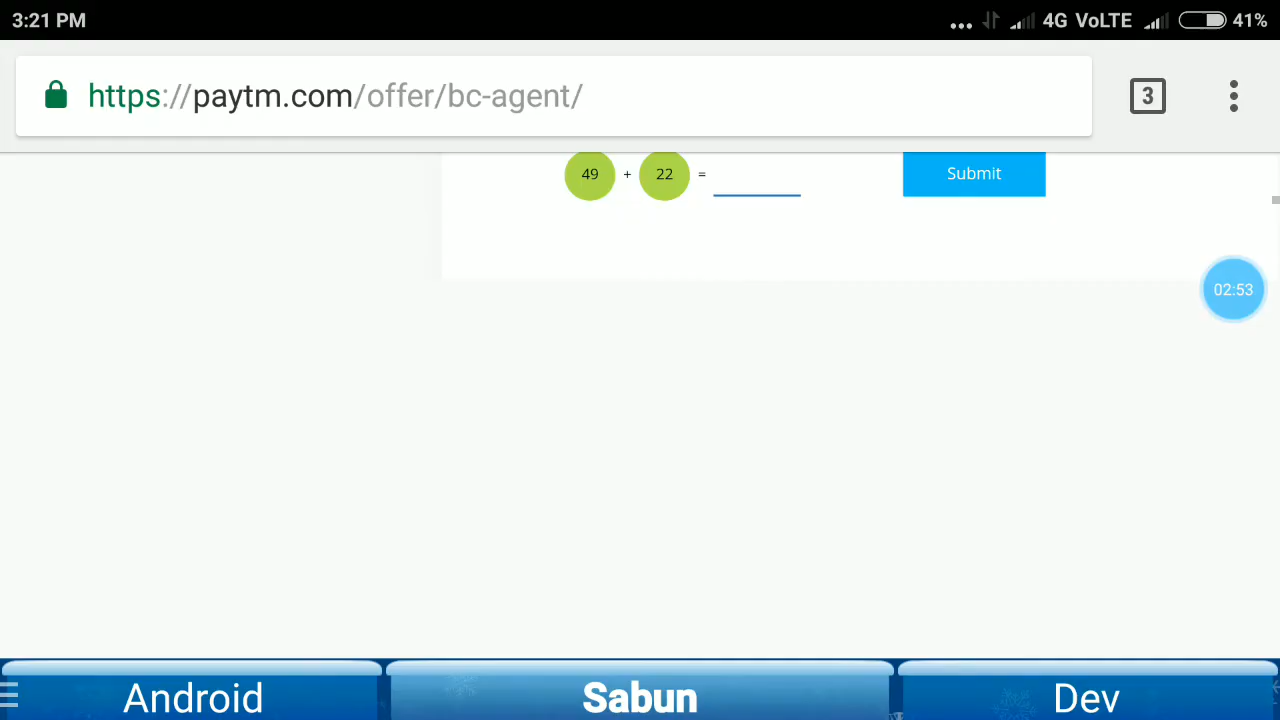 3:21 PM ... 4G VoLTE 41%
https://paytm.com/offer/bc-agent/ 3
49 + 22 = Submit
02:53
Android Sabun Dev